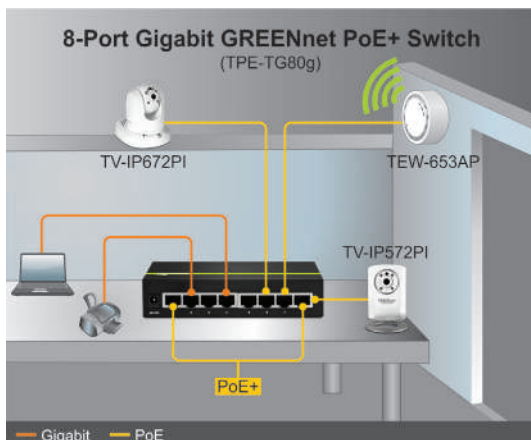 8-Port Gigabit GREENnet PoE+ Switch
(TPE-TG80g)
TV-IP672PI
TEW-653AP
TV-IP572PI
PoE+
Gigabit
PoE